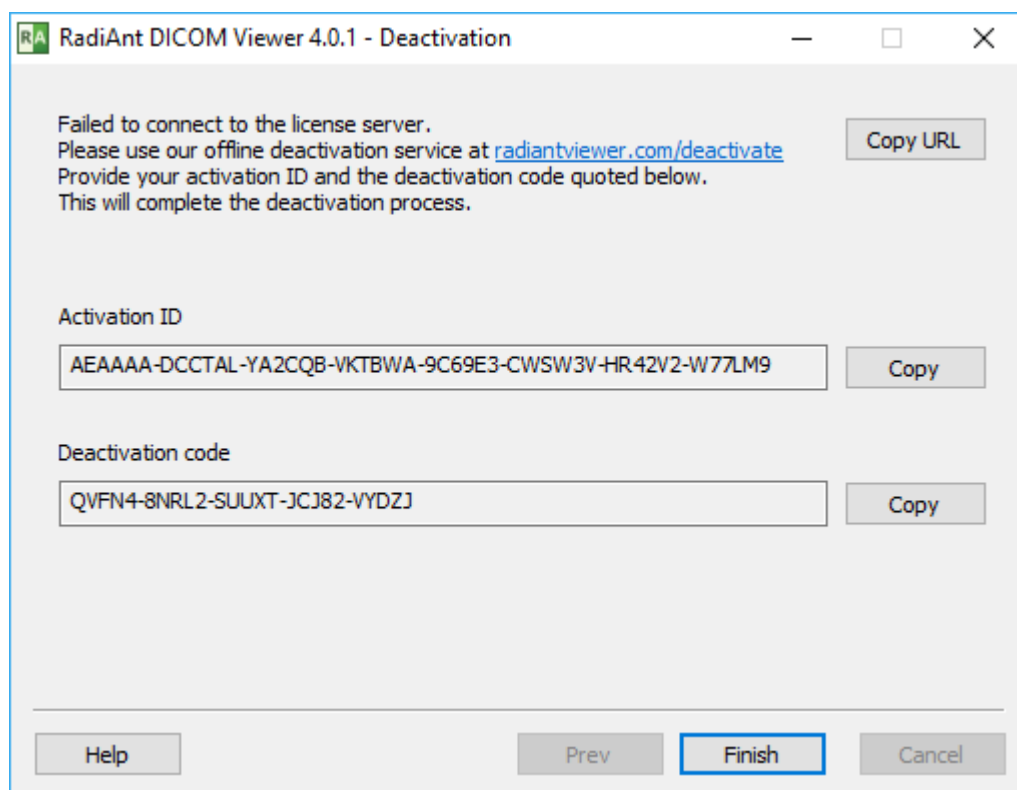 RA RadiAnt DICOM Viewer 4.0.1 - Deactivation
Failed to connect to the license server.
Please use our offline deactivation service at radiantviewer.com/deactivate
Provide your activation ID and the deactivation code quoted below.
This will complete the deactivation process.
Copy URL
Activation ID
AEAAAA-DCCTAL-YA2CQB-VKTBWA-9C69E3-CWSW3V-HR42V2-W77LM9
Copy
Deactivation code
QVFN4-8NRL2-SUUXT-JCJ82-VYDZJ
Copy
Help
Prev
Finish
Cancel